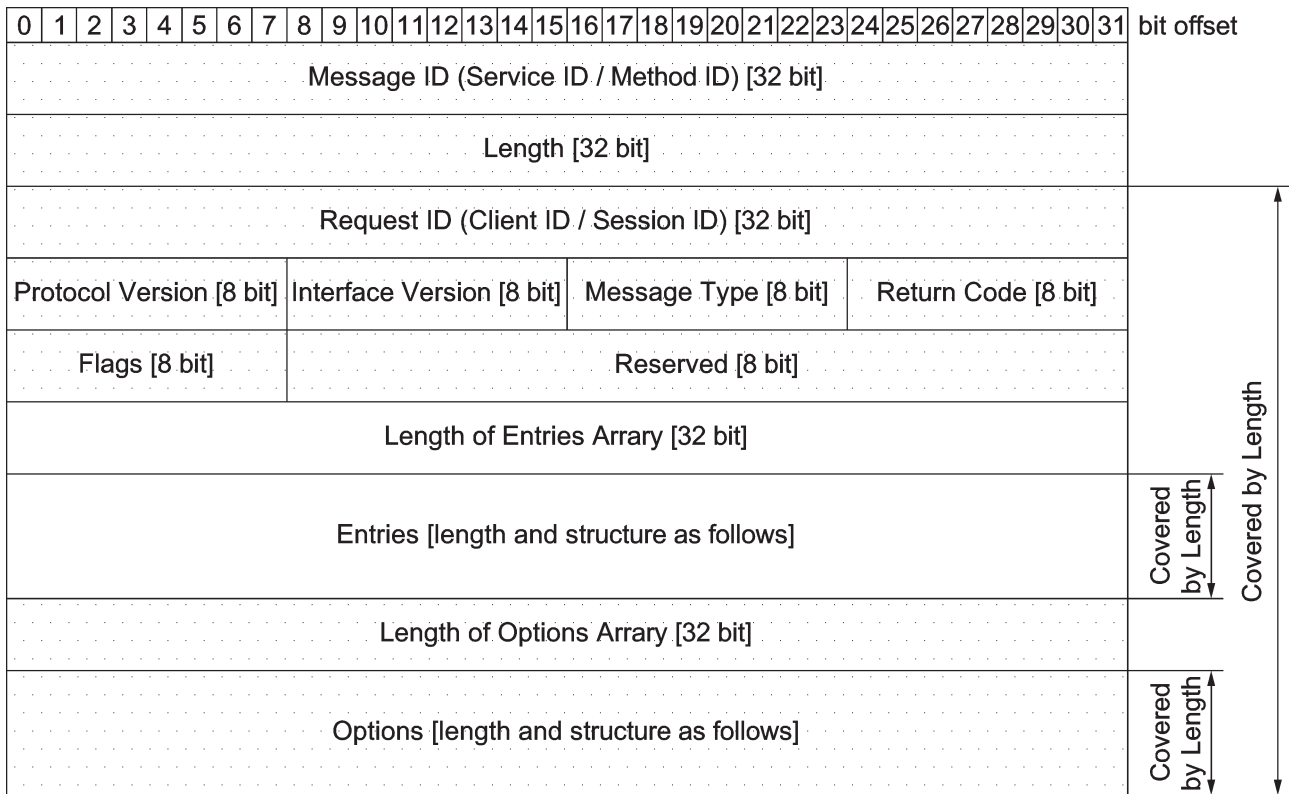 0 1 2 3 4 5 6 7 8 9 10 11 12 13 14 15 16 17 18 19 20 21 22 23 24 25 26 27 28 29 30 31 bit offset
Message ID (Service ID / Method ID) [32 bit]
Length [32 bit]
Request ID (Client ID / Session ID) [32 bit]
Protocol Version [8 bit] Interface Version [8 bit] Message Type [8 bit] Return Code [8 bit]
Flags [8 bit] Reserved [8 bit]
Length of Entries Arrary [32 bit]
Entries [length and structure as follows]
Covered
by Length
Length of Options Arrary [32 bit]
Options [length and structure as follows]
Covered
by Length
Covered by Length